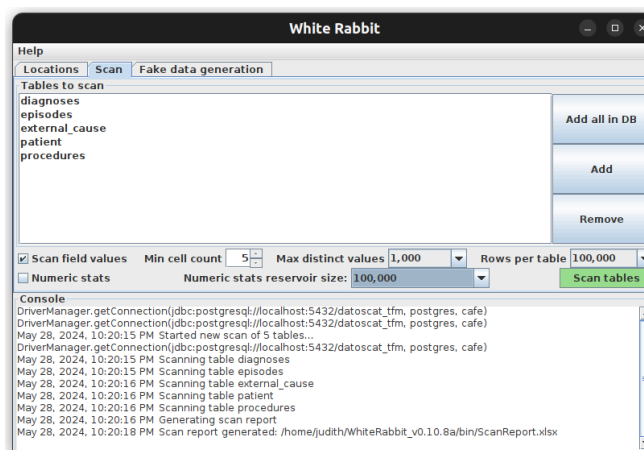 White Rabbit
Help
Locations Scan Fake data generation
Tables to scan
diagnoses
episodes
external_cause
patient
procedures
Add all in DB
Add
Remove
Scan field values Min cell count 5 Max distinct values 1,000 Rows per table 100,000
Numeric stats Numeric stats reservoir size: 100,000 Scan tables
Console
DriverManager.getConnection(jdbc:postgresql://localhost:5432/datoscat_tfm, postgres, cafe)
DriverManager.getConnection(jdbc:postgresql://localhost:5432/datoscat_tfm, postgres, cafe)
May 28, 2024, 10:20:15 PM Started new scan of 5 tables...
DriverManager.getConnection(jdbc:postgresql://localhost:5432/datoscat_tfm, postgres, cafe)
May 28, 2024, 10:20:15 PM Scanning table diagnoses
May 28, 2024, 10:20:15 PM Scanning table episodes
May 28, 2024, 10:20:16 PM Scanning table external_cause
May 28, 2024, 10:20:16 PM Scanning table patient
May 28, 2024, 10:20:16 PM Scanning table procedures
May 28, 2024, 10:20:16 PM Generating scan report
May 28, 2024, 10:20:18 PM Scan report generated: /home/judith/WhiteRabbit_v0.10.8a/bin/ScanReport.xlsx